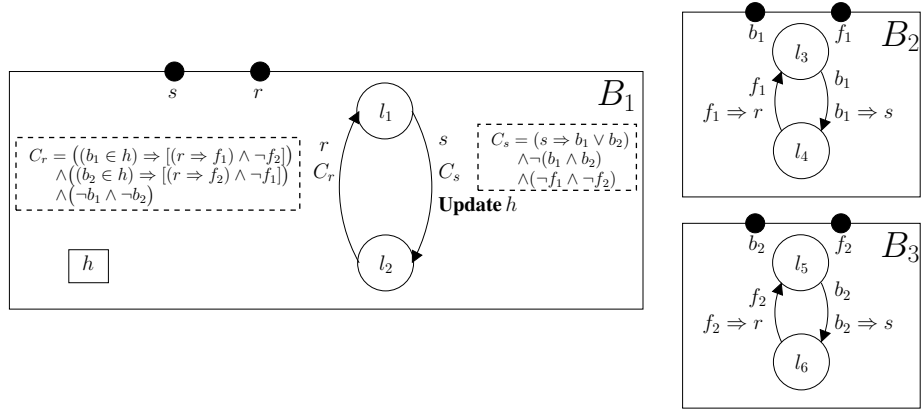 s
r
B₁
l₁
C_r = ((b₁ ∈ h) ⇒ [(r ⇒ f₁) ∧ ¬f₂])
∧((b₂ ∈ h) ⇒ [(r ⇒ f₂) ∧ ¬f₁])
∧(¬b₁ ∧ ¬b₂)
r
C_r
s
C_s
Update h
C_s = (s ⇒ b₁ ∨ b₂)
∧¬(b₁ ∧ b₂)
∧(¬f₁ ∧ ¬f₂)
h
l₂
b₁
f₁
B₂
l₃
f₁
f₁ ⇒ r
b₁
b₁ ⇒ s
l₄
b₂
f₂
B₃
l₅
f₂
f₂ ⇒ r
b₂
b₂ ⇒ s
l₆